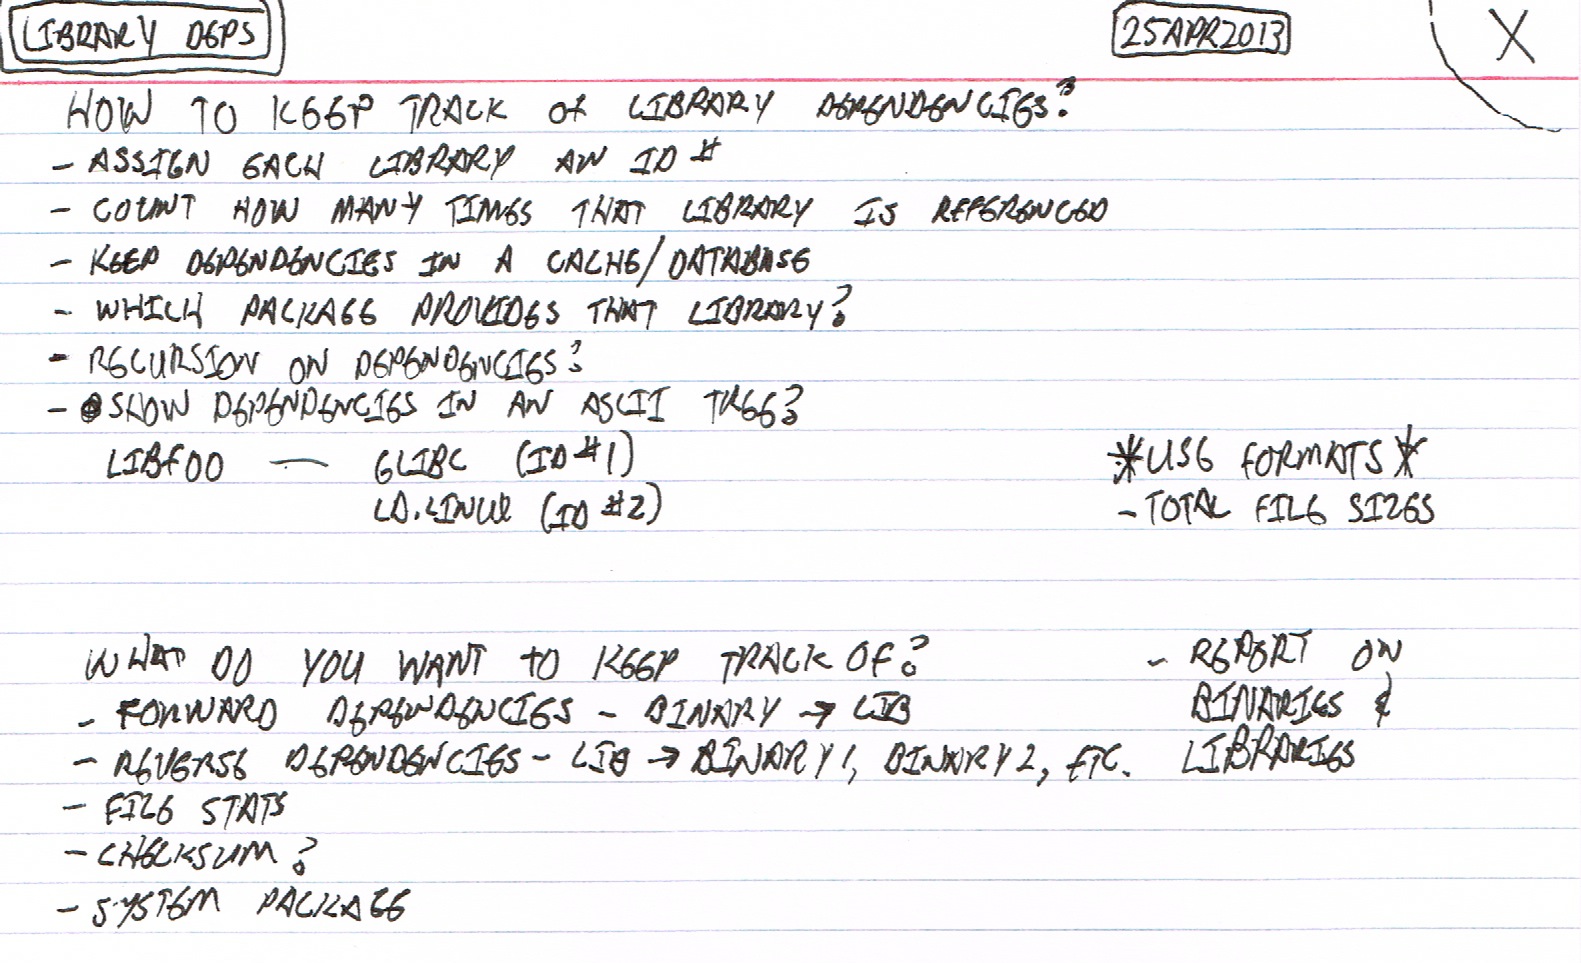 LIBRARY DEPS
25APR2013
X
HOW TO KEEP TRACK OF LIBRARY DEPENDENCIES?
- ASSIGN EACH LIBRARY AN ID #
- COUNT HOW MANY TIMES THAT LIBRARY IS REFERENCED
- KEEP DEPENDENCIES IN A CACHE/DATABASE
- WHICH PACKAGE PROVIDES THAT LIBRARY?
- RECURSION ON DEPENDENCIES?
- SHOW DEPENDENCIES IN AN ASCII TREE?
LIBFOO — GLIBC (ID #1)
LD.LINUX (ID #2)
*USE FORMATS*
- TOTAL FILE SIZES
WHAT DO YOU WANT TO KEEP TRACK OF?
- FORWARD DEPENDENCIES - BINARY → LIB
- REVERSE DEPENDENCIES - LIB → BINARY1, BINARY2, ETC.
- FILE STATS
- CHECKSUM?
- SYSTEM PACKAGE
- REPORT ON
BINARIES &
LIBRARIES